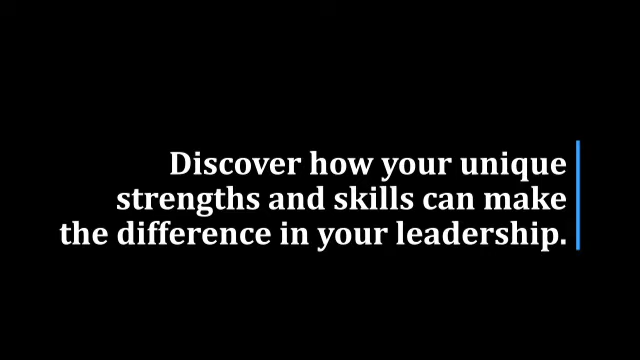 Discover how your unique
strengths and skills can make
the difference in your leadership.